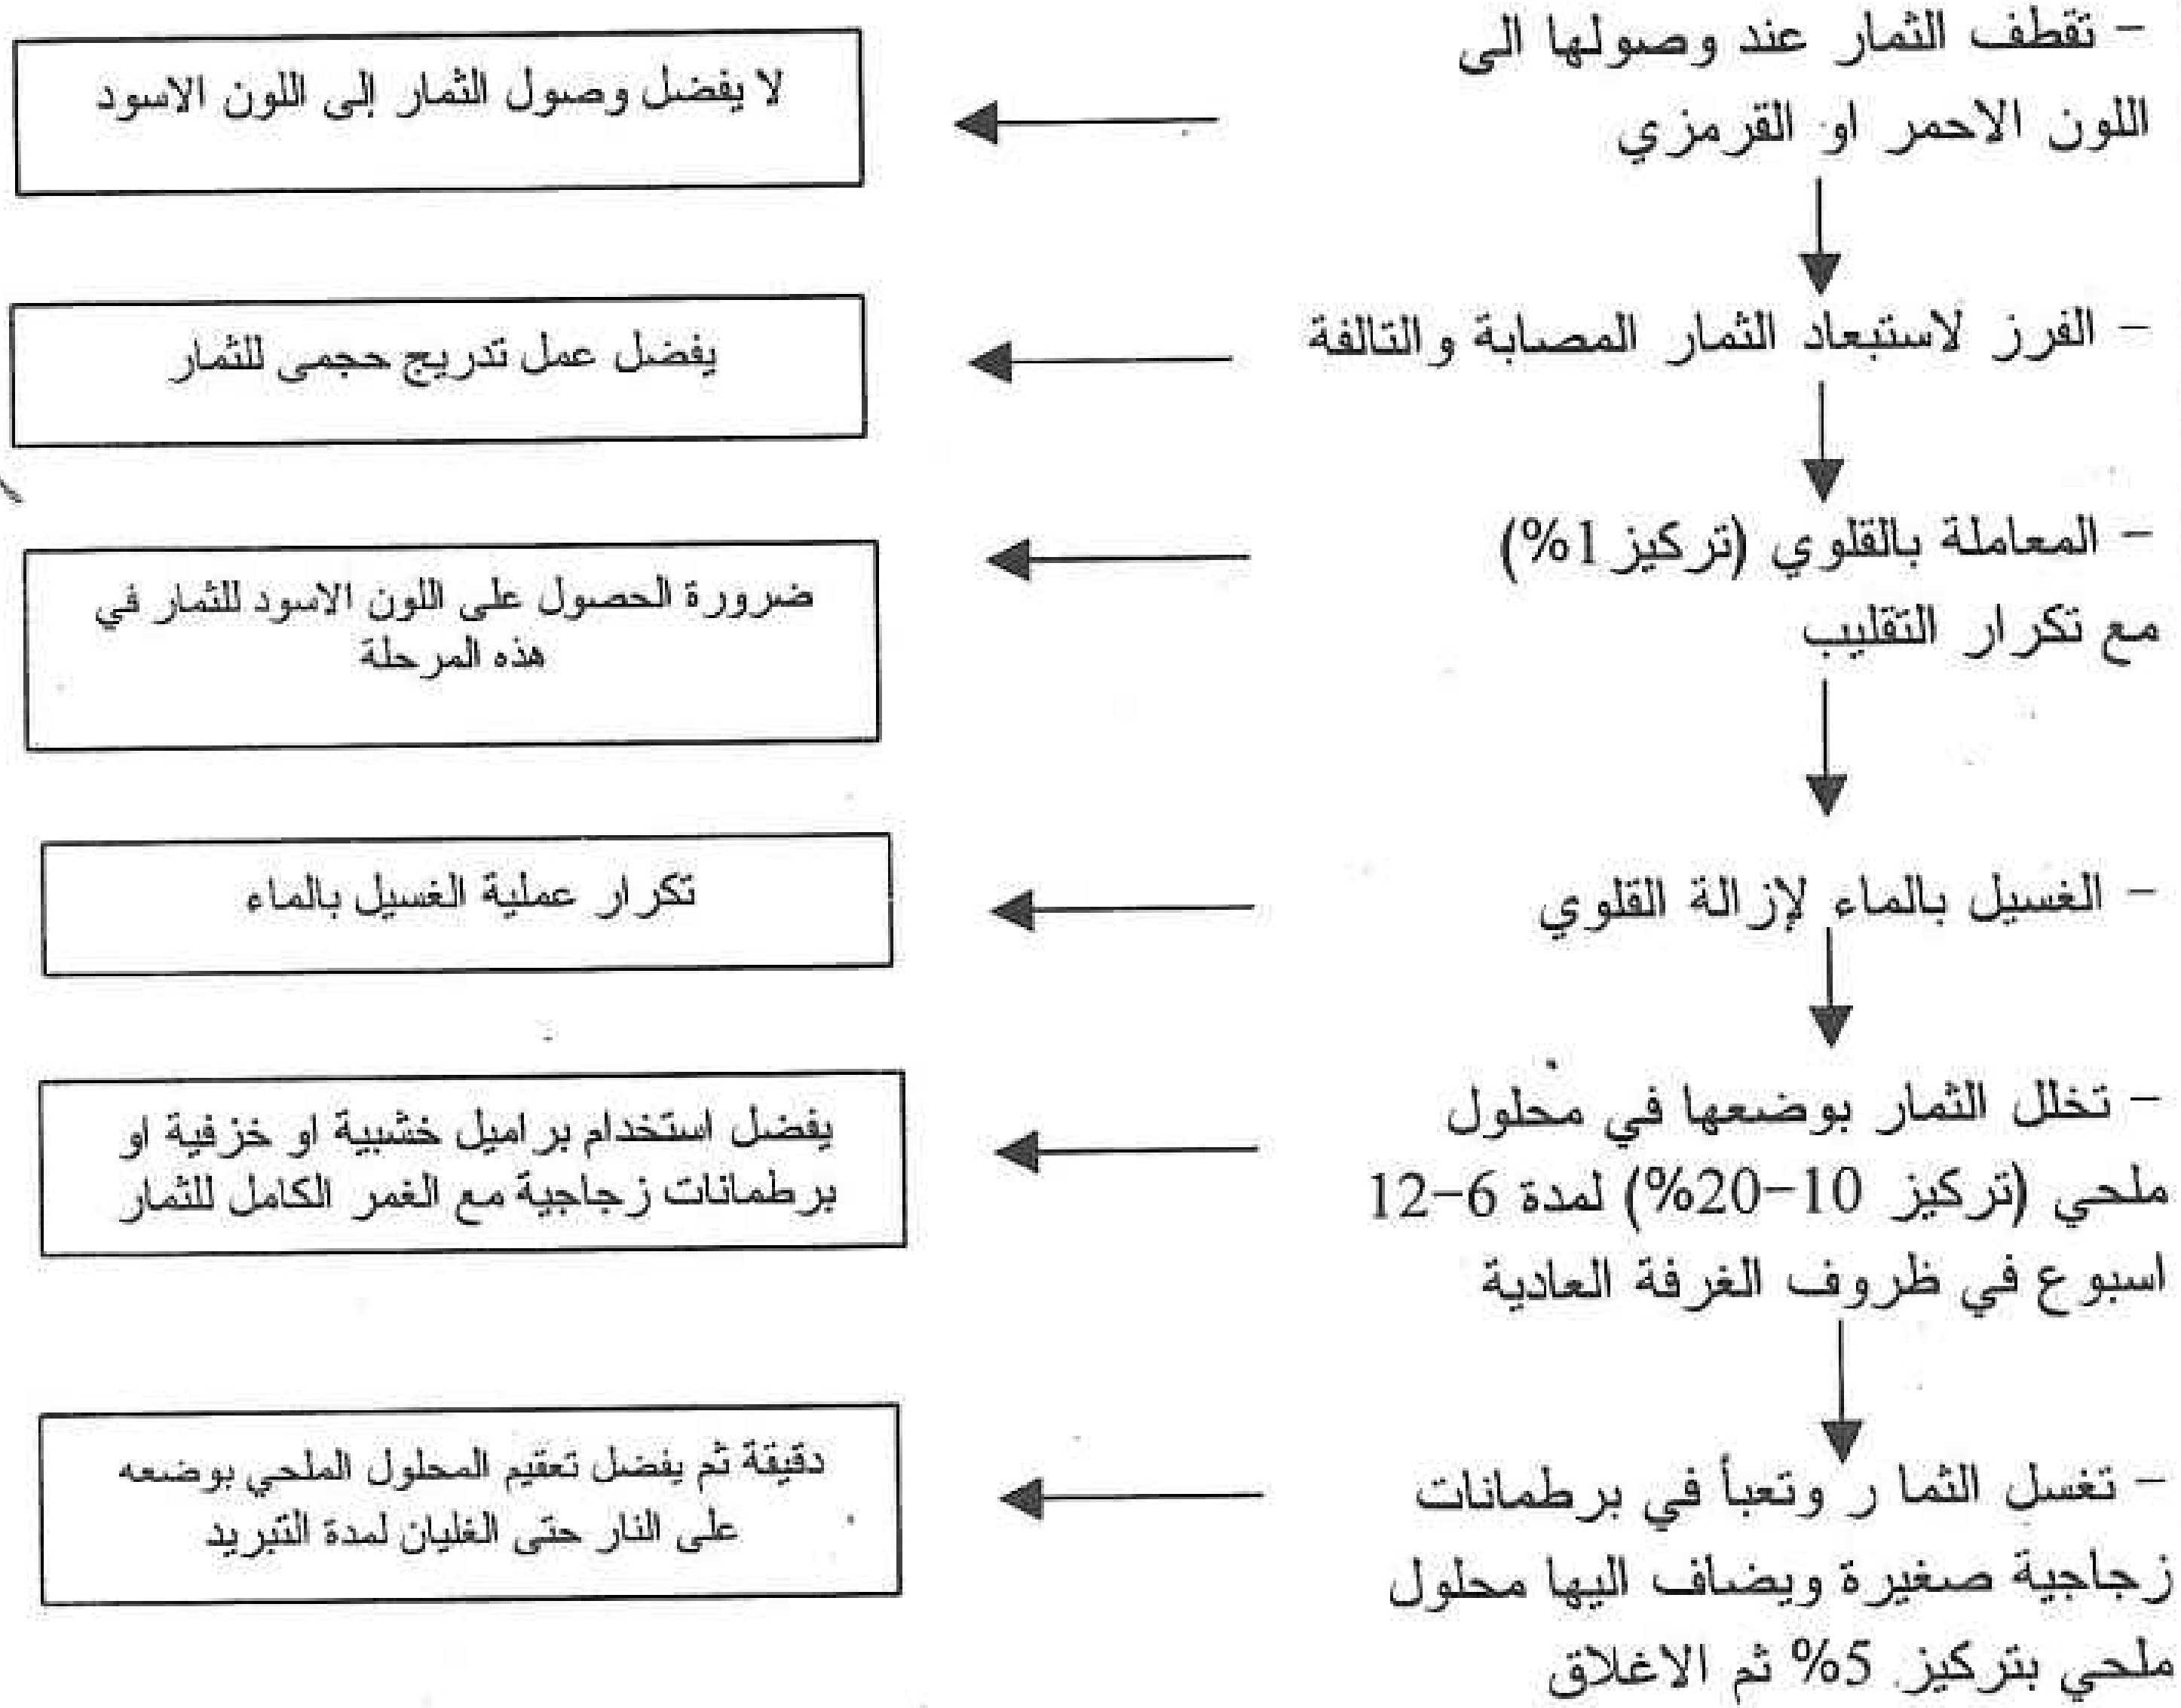 – تقطف الثمار عند وصولها الى
اللون الاحمر او القرمزي
لا يفضل وصول الثمار إلى اللون الاسود
– الفرز لاستبعاد الثمار المصابة والتالفة
يفضل عمل تدريج حجمى للثمار
– المعاملة بالقلوي (تركيز 1%)
مع تكرار التقليب
ضرورة الحصول على اللون الاسود للثمار في
هذه المرحلة
– الغسيل بالماء لإزالة القلوي
تكرار عملية الغسيل بالماء
– تخلل الثمار بوضعها في محلول
ملحي (تركيز 10–20%) لمدة 6–12
اسبوع في ظروف الغرفة العادية
يفضل استخدام براميل خشبية او خزفية او
برطمانات زجاجية مع الغمر الكامل للثمار
– تغسل الثما ر وتعبأ في برطمانات
زجاجية صغيرة ويضاف اليها محلول
ملحي بتركيز 5% ثم الاغلاق
دقيقة ثم يفضل تعقيم المحلول الملحي بوضعه
على النار حتى الغليان لمدة التبريد